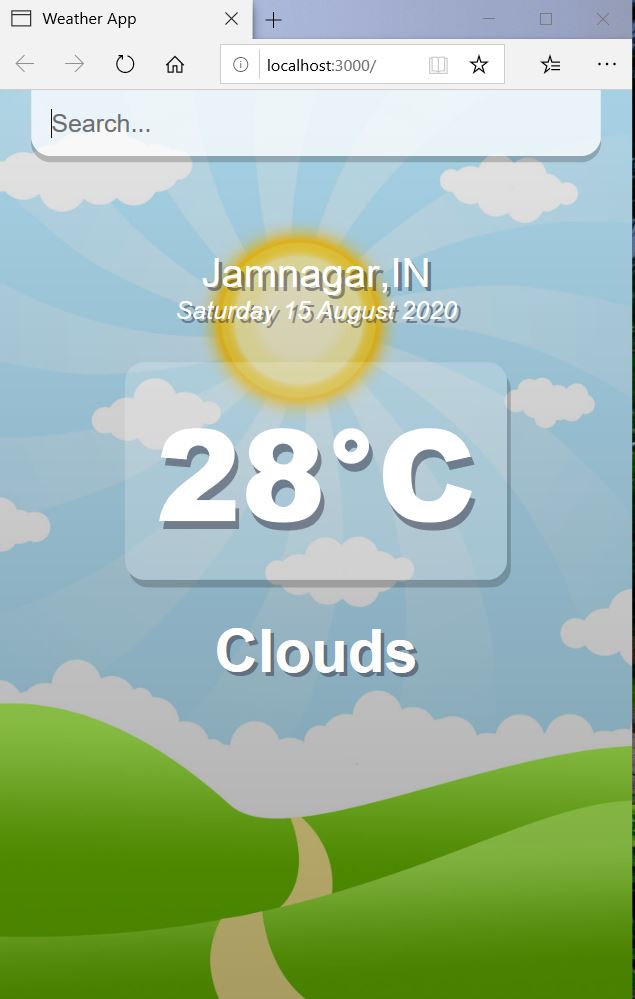 Weather App
localhost:3000/
Search...
Jamnagar,IN
Saturday 15 August 2020
28°C
Clouds